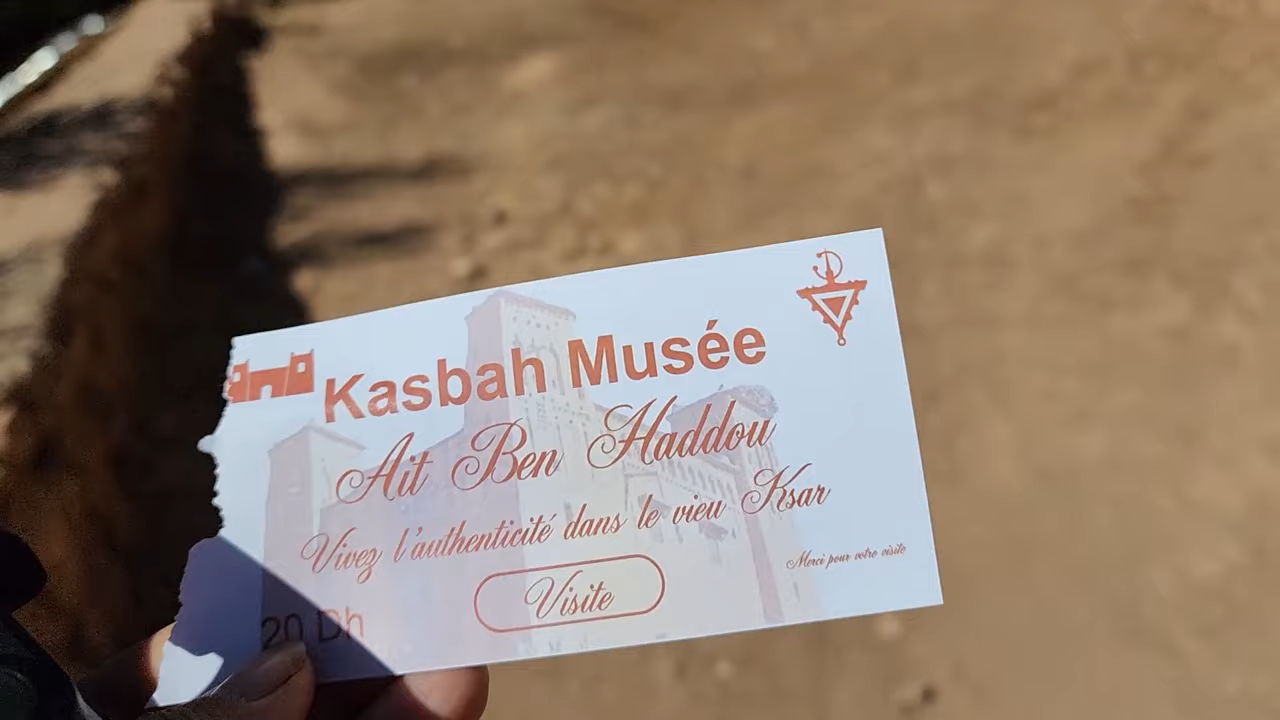 Kasbah Musée
Ait Ben Haddou
Vivez l'authenticité dans le vieu Ksar
Merci pour votre visite
Visite
20 Dh